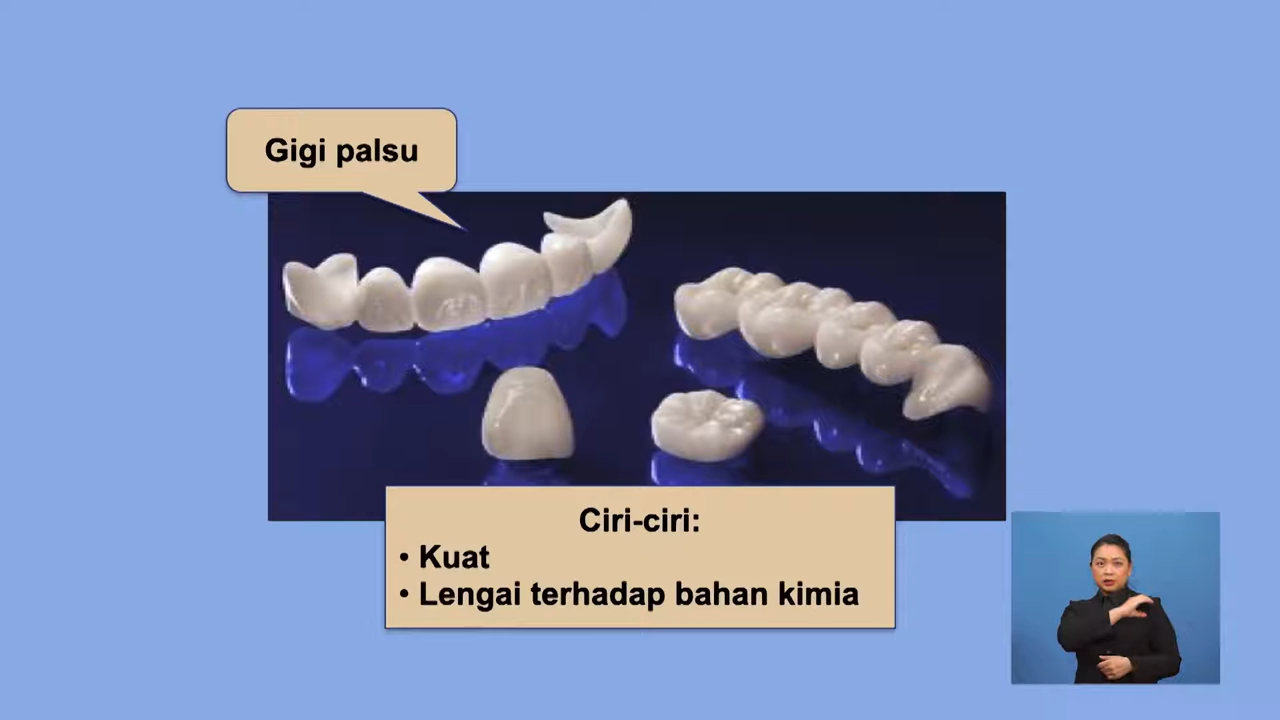 Gigi palsu
Ciri-ciri:
• Kuat
• Lengai terhadap bahan kimia